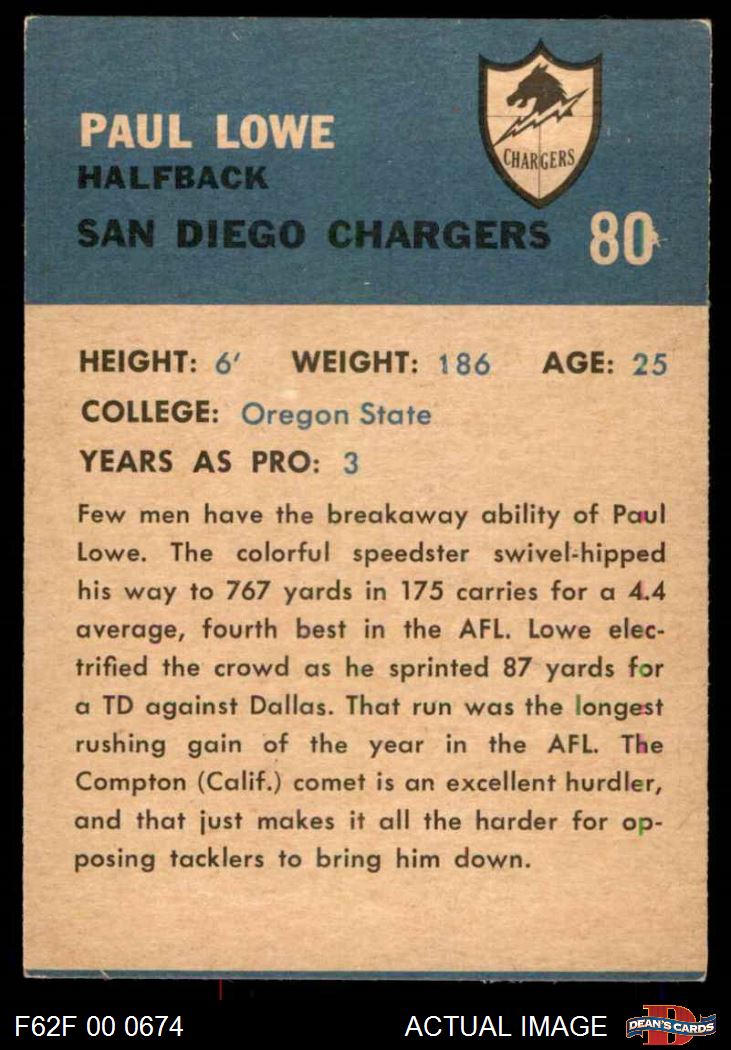 PAUL LOWE
HALFBACK
SAN DIEGO CHARGERS
CHARGERS
80
HEIGHT: 6′ WEIGHT: 186 AGE: 25
COLLEGE: Oregon State
YEARS AS PRO: 3
Few men have the breakaway ability of Paul
Lowe. The colorful speedster swivel-hipped
his way to 767 yards in 175 carries for a 4.4
average, fourth best in the AFL. Lowe elec-
trified the crowd as he sprinted 87 yards for
a TD against Dallas. That run was the longest
rushing gain of the year in the AFL. The
Compton (Calif.) comet is an excellent hurdler,
and that just makes it all the harder for op-
posing tacklers to bring him down.
F62F 00 0674 ACTUAL IMAGE D DEAN'S CARDS